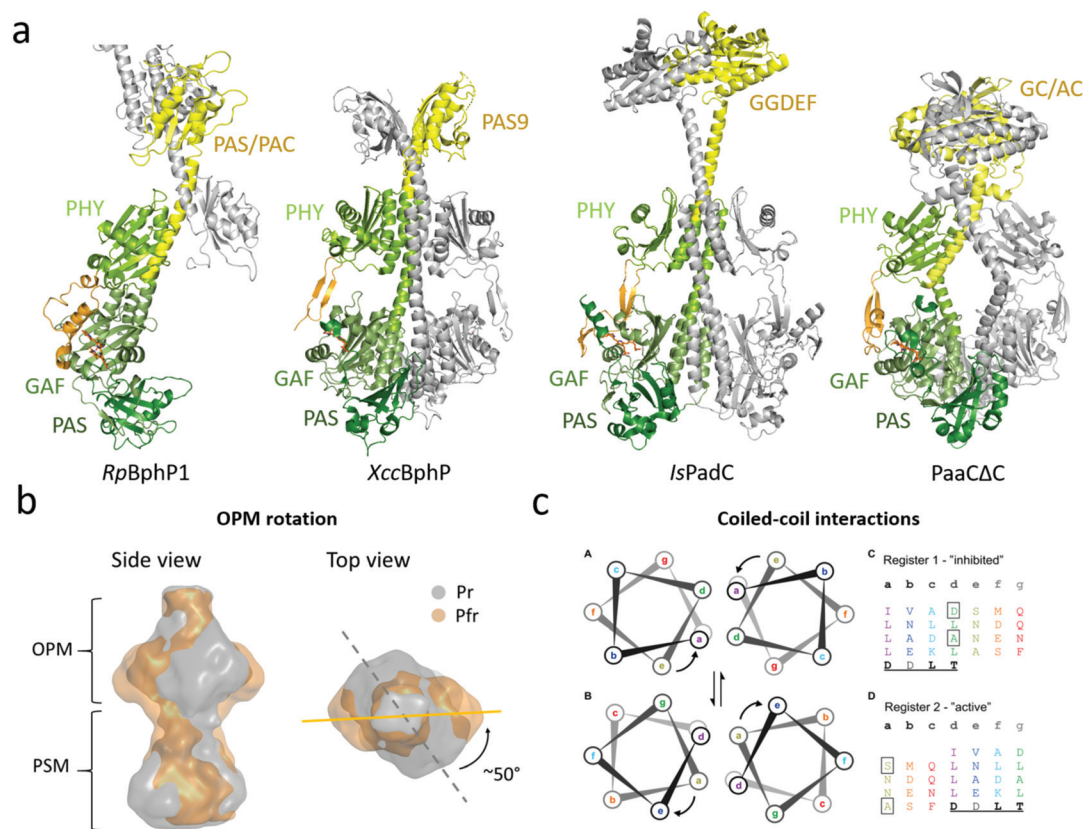 a
PAS/PAC
PHY
GAF
PAS
RpBphP1
PAS9
PHY
GAF
PAS
XccBphP
GGDEF
PHY
GAF
PAS
IsPadC
GC/AC
PHY
GAF
PAS
PaaCΔC
b
OPM rotation
Side view
Top view
Pr
Pfr
OPM
PSM
~50°
c
Coiled-coil interactions
A
g
c
d
f
a
b
e
e
b
a
f
d
c
g
B
g
c
d
f
a
b
e
e
b
a
f
d
c
g
C Register 1 - "inhibited"
a b c d e f g
I V A D S M Q
L N L L N D Q
L A D A N E N
L E K L A S F
D D L T
D Register 2 - "active"
a b c d e f g
I V A D
S M Q L N L L
N D Q L A D A
N E N L E K L
A S F D D L T